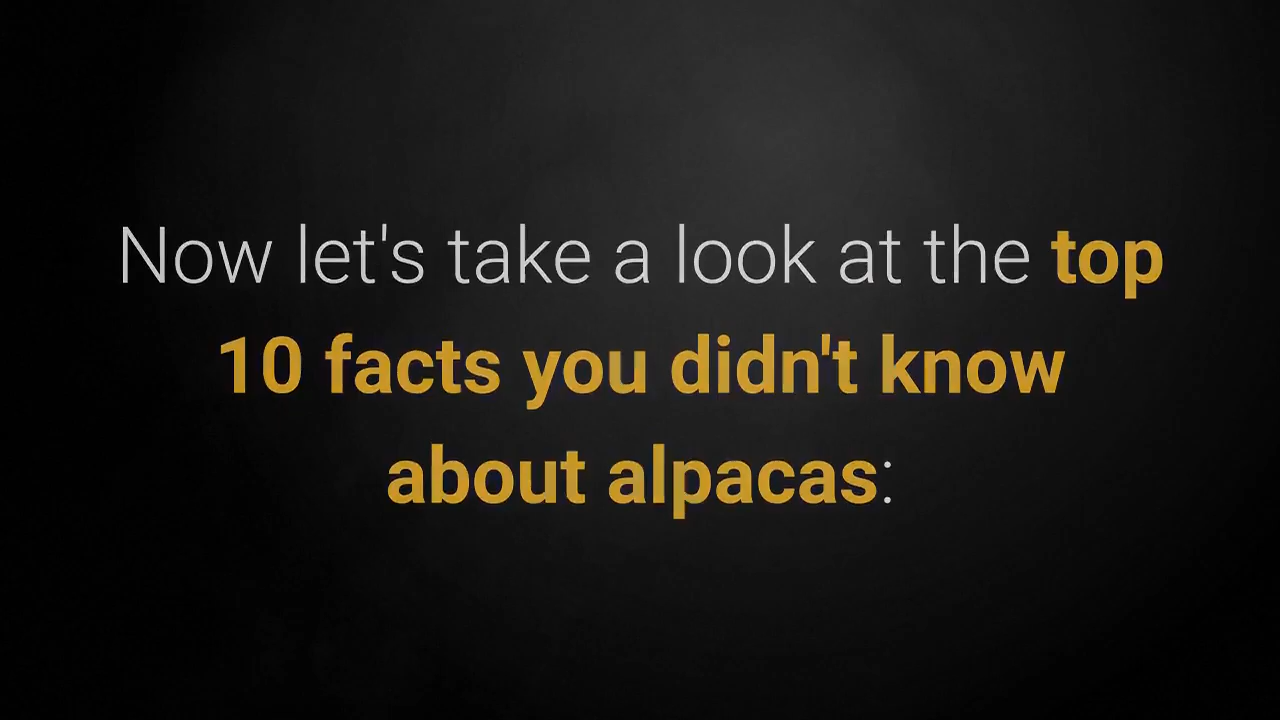 Now let's take a look at the top
10 facts you didn't know
about alpacas: